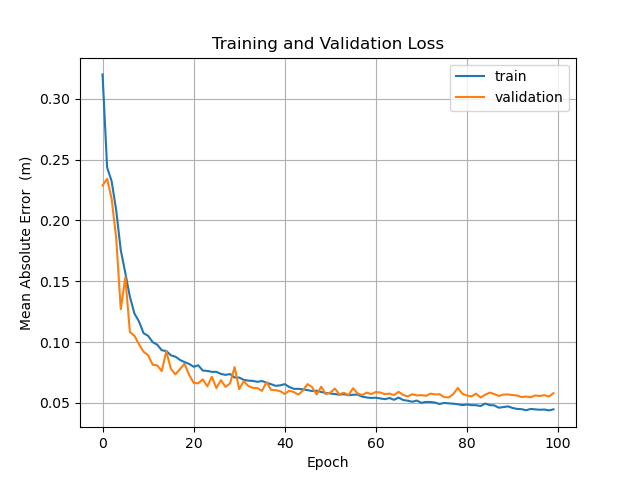 Training and Validation Loss
train
validation
Mean Absolute Error  (m)
0.30
0.25
0.20
0.15
0.10
0.05
0
20
40
60
80
100
Epoch